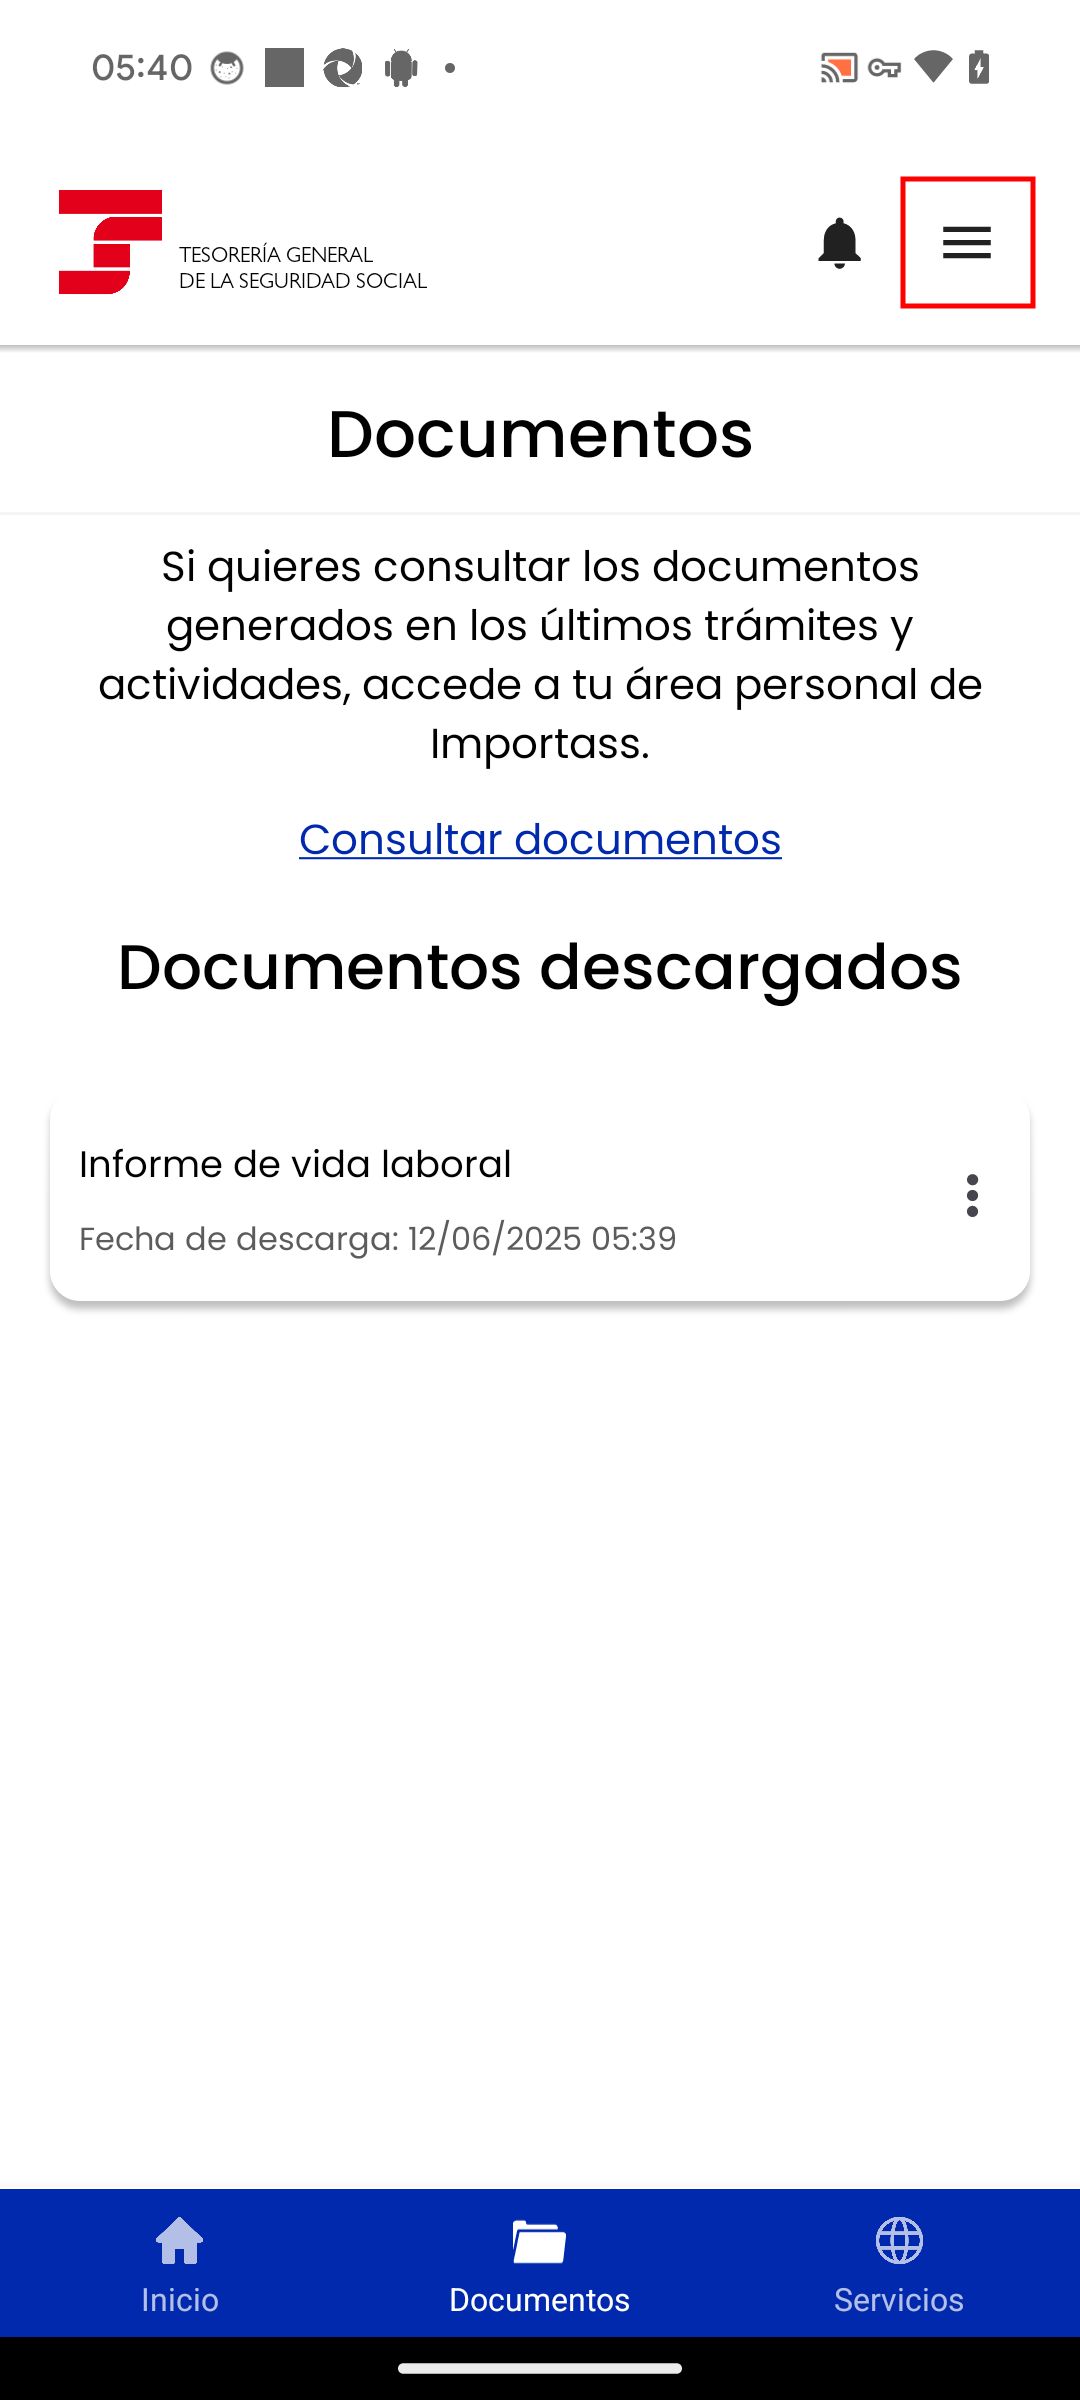 05:40
TESORERÍA GENERAL
DE LA SEGURIDAD SOCIAL
Documentos
Si quieres consultar los documentos
generados en los últimos trámites y
actividades, accede a tu área personal de
Importass.
Consultar documentos
Documentos descargados
Informe de vida laboral
Fecha de descarga: 12/06/2025 05:39
Inicio
Documentos
Servicios